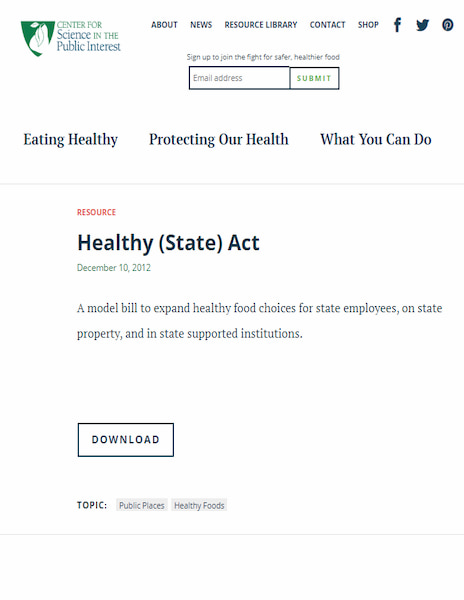 CENTER FOR
Science IN THE
Public Interest
ABOUT NEWS RESOURCE LIBRARY CONTACT SHOP
Sign up to join the fight for safer, healthier food
Email address SUBMIT
Eating Healthy Protecting Our Health What You Can Do
RESOURCE
Healthy (State) Act
December 10, 2012
A model bill to expand healthy food choices for state employees, on state
property, and in state supported institutions.
DOWNLOAD
TOPIC: Public Places Healthy Foods